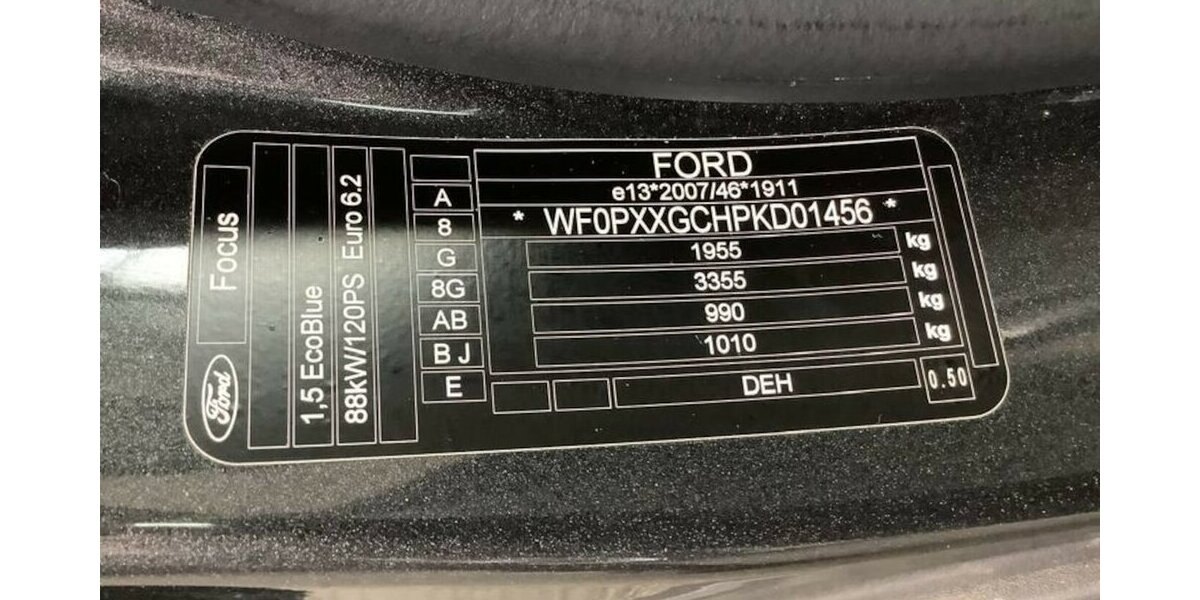 Focus
Ford
1,5 EcoBlue
88kW/120PS Euro 6.2
A
8
G
8G
AB
B J
E
FORD
e13*2007/46*1911
* WF0PXXGCHPKD01456 *
1955 kg
3355 kg
990 kg
1010 kg
DEH
0.50